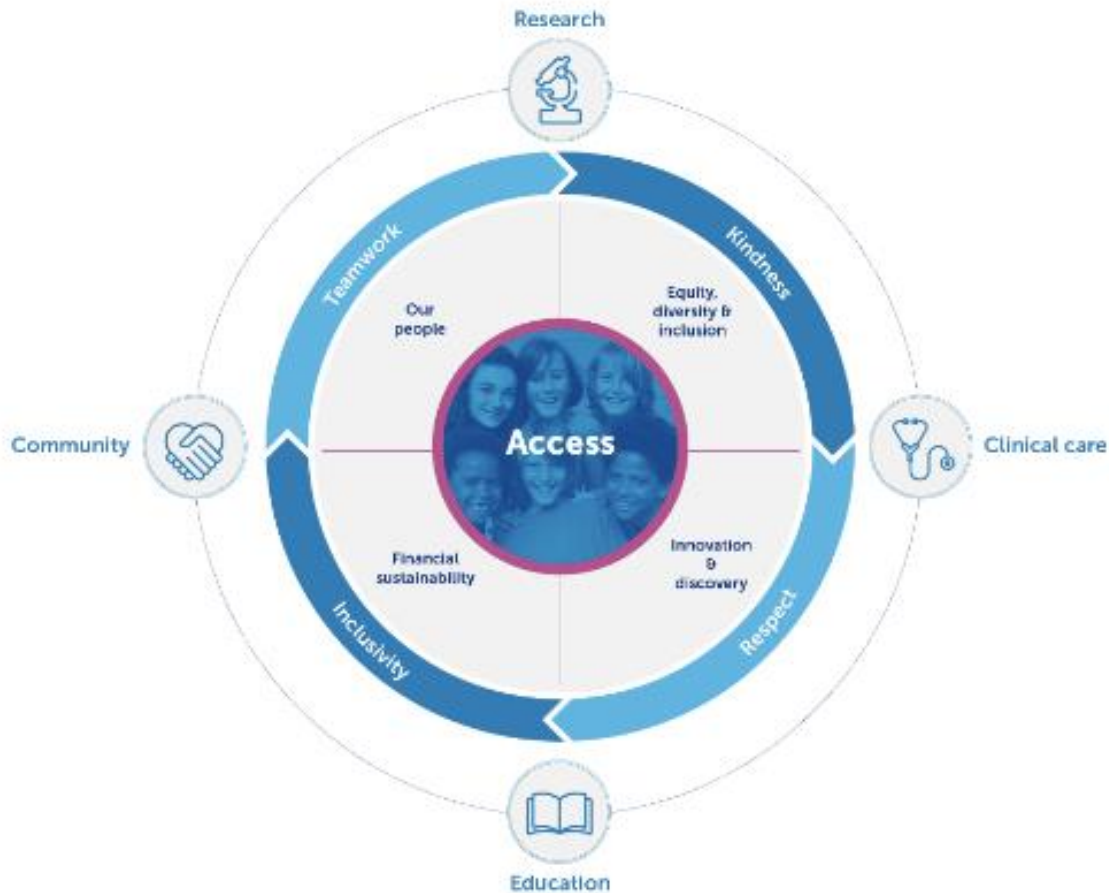 Research
Teamwork
Kindness
Our
people
Equity,
diversity &
inclusion
Community
Access
Clinical care
Financial
sustainability
Innovation
&
discovery
Inclusivity
Respect
Education